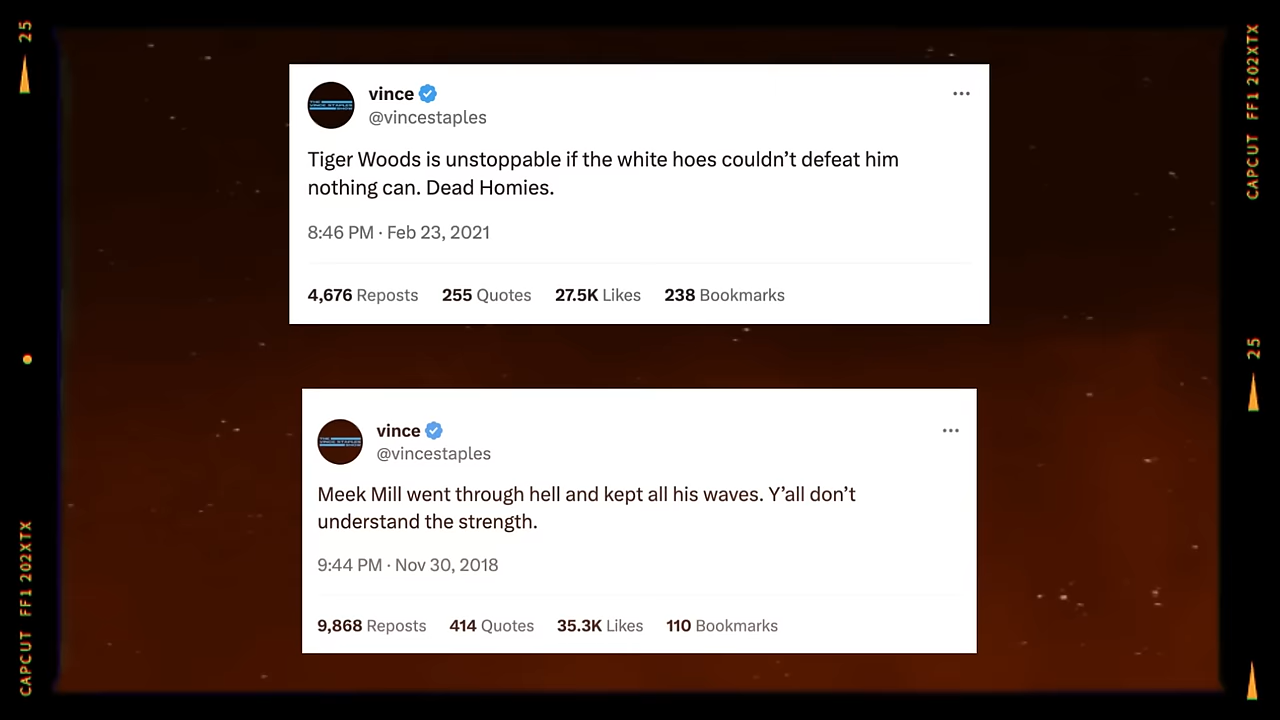 25
CAPCUT FF1 202XTX
vince
@vincestaples
Tiger Woods is unstoppable if the white hoes couldn’t defeat him
nothing can. Dead Homies.
8:46 PM · Feb 23, 2021
4,676 Reposts 255 Quotes 27.5K Likes 238 Bookmarks
vince
@vincestaples
Meek Mill went through hell and kept all his waves. Y’all don’t
understand the strength.
9:44 PM · Nov 30, 2018
9,868 Reposts 414 Quotes 35.3K Likes 110 Bookmarks
CAPCUT FF1 202XTX
25